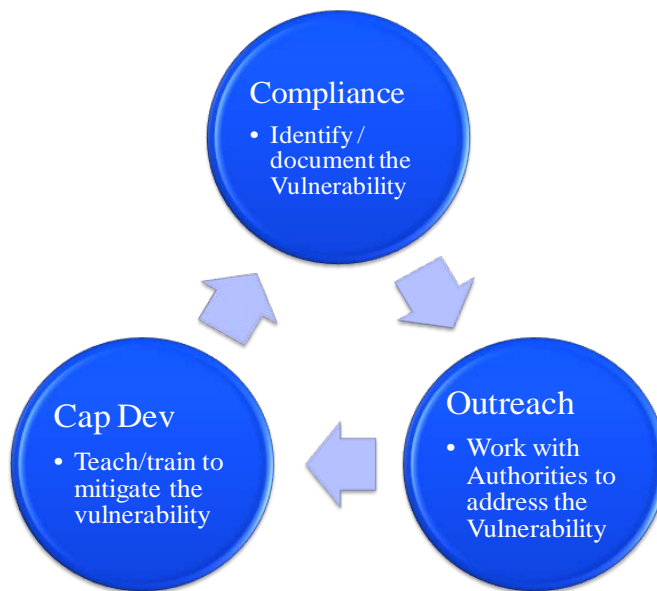 Compliance
• Identify /
document the
Vulnerability
Cap Dev
• Teach/train to
mitigate the
vulnerability
Outreach
• Work with
Authorities to
address the
Vulnerability